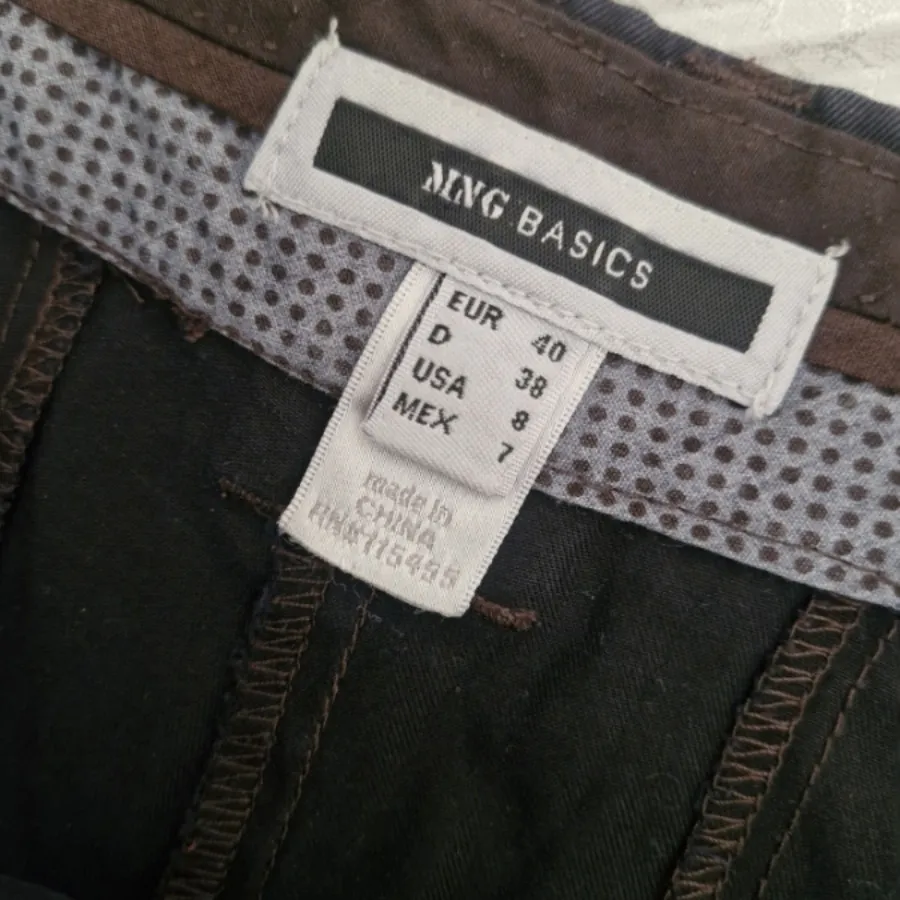 MNG BASICS
EUR 40
D 38
USA 8
MEX 7
made in
CHINA
RN#115495